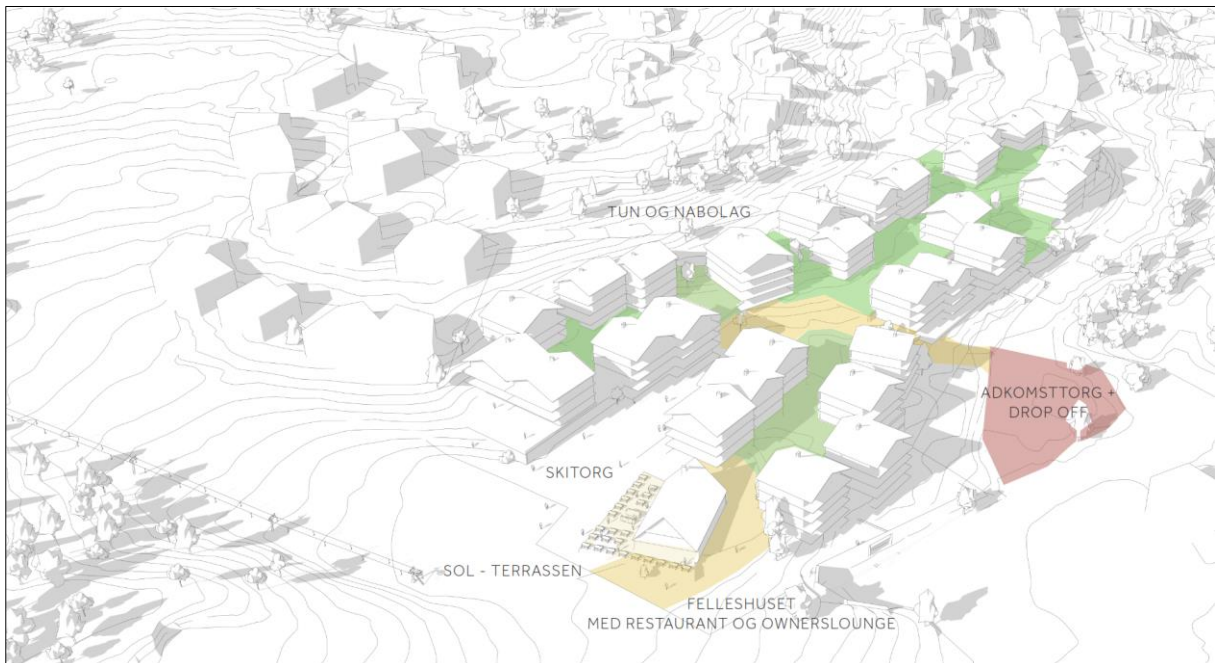 TUN OG NABOLAG
ADKOMSTTORG +
DROP OFF
SKITORG
SOL - TERRASSEN
FELLESHUSET
MED RESTAURANT OG OWNERSLOUNGE